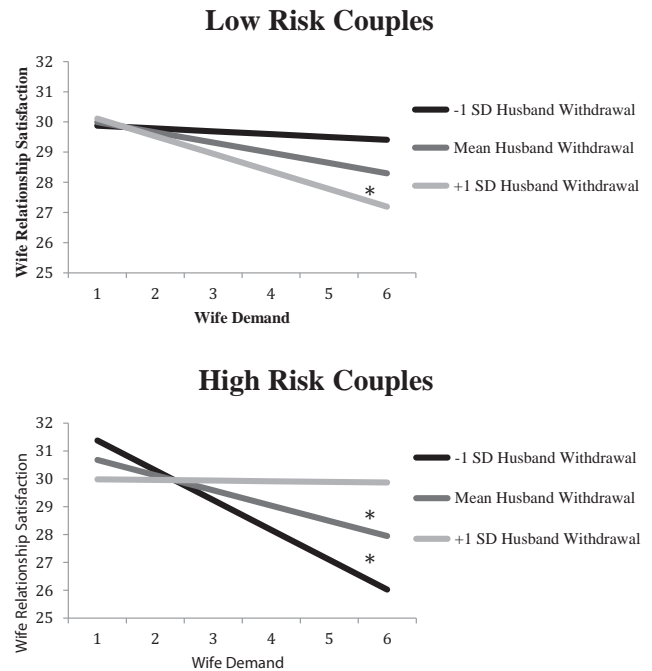 Low Risk Couples
Wife Relationship Satisfaction
32
31
30
29
28
27
26
25
*
1 2 3 4 5 6
Wife Demand
-1 SD Husband Withdrawal
Mean Husband Withdrawal
+1 SD Husband Withdrawal
High Risk Couples
Wife Relationship Satisfaction
32
31
30
29
28
27
26
25
*
*
1 2 3 4 5 6
Wife Demand
-1 SD Husband Withdrawal
Mean Husband Withdrawal
+1 SD Husband Withdrawal